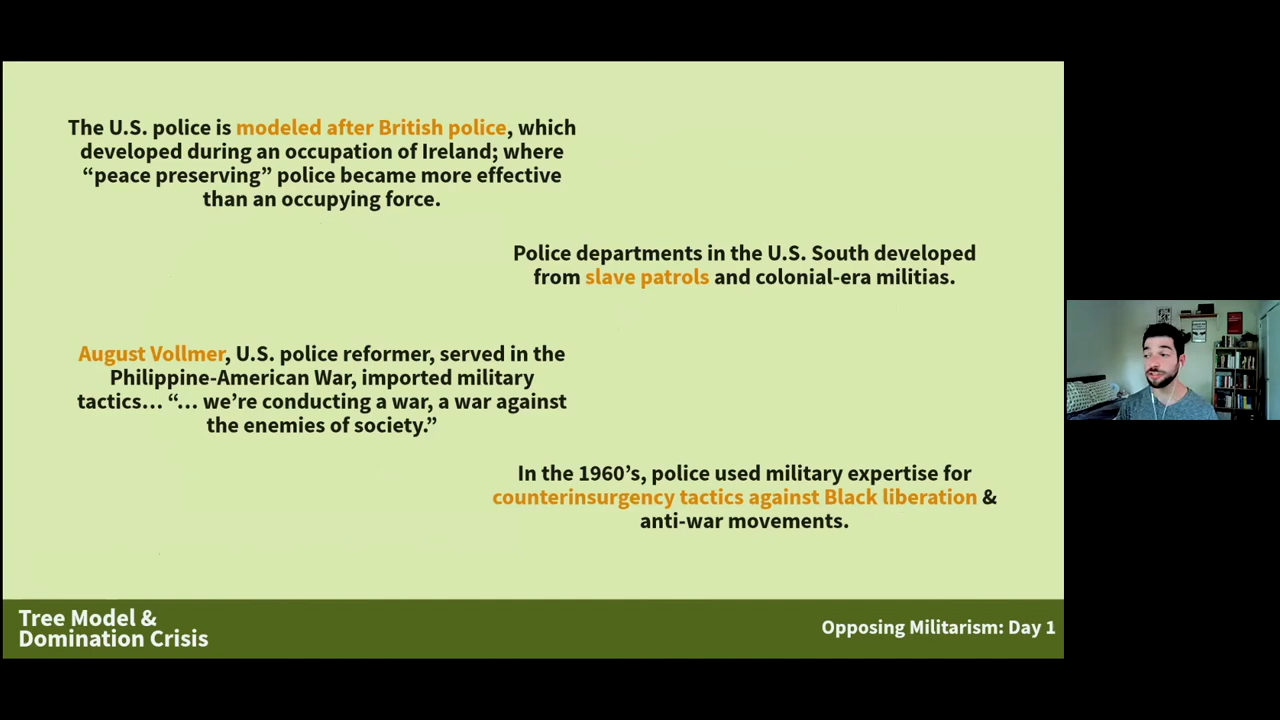 The U.S. police is modeled after British police, which
developed during an occupation of Ireland; where
“peace preserving” police became more effective
than an occupying force.
Police departments in the U.S. South developed
from slave patrols and colonial-era militias.
August Vollmer, U.S. police reformer, served in the
Philippine-American War, imported military
tactics… “… we’re conducting a war, a war against
the enemies of society.”
In the 1960’s, police used military expertise for
counterinsurgency tactics against Black liberation &
anti-war movements.
Tree Model &
Domination Crisis
Opposing Militarism: Day 1